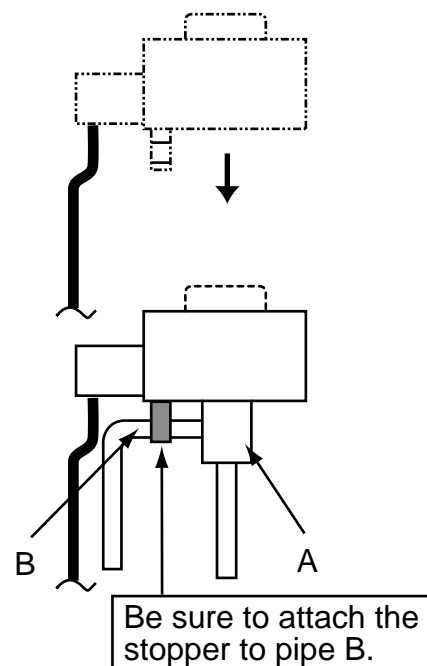 B
A
Be sure to attach the
stopper to pipe B.